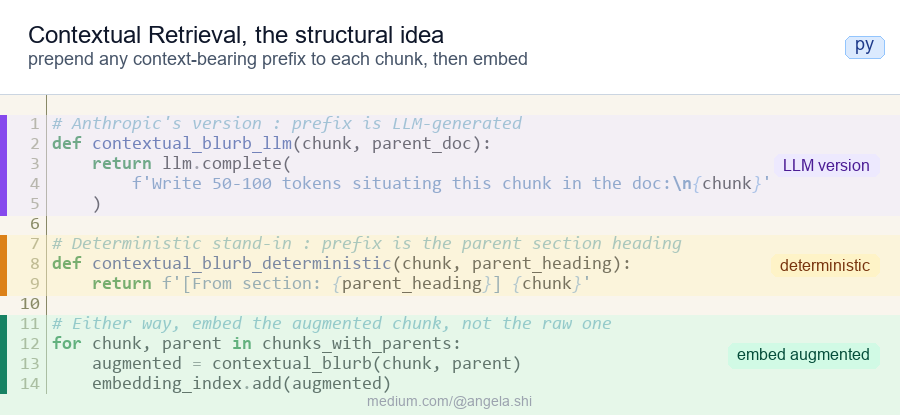 Contextual Retrieval, the structural idea
prepend any context-bearing prefix to each chunk, then embed
py
1 # Anthropic's version : prefix is LLM-generated
2 def contextual_blurb_llm(chunk, parent_doc):
3     return llm.complete(
LLM version
4         f'Write 50-100 tokens situating this chunk in the doc:\n{chunk}'
5     )
6
7 # Deterministic stand-in : prefix is the parent section heading
8 def contextual_blurb_deterministic(chunk, parent_heading):
deterministic
9     return f'[From section: {parent_heading}] {chunk}'
10
11 # Either way, embed the augmented chunk, not the raw one
12 for chunk, parent in chunks_with_parents:
embed augmented
13     augmented = contextual_blurb(chunk, parent)
14     embedding_index.add(augmented)
medium.com/@angela.shi